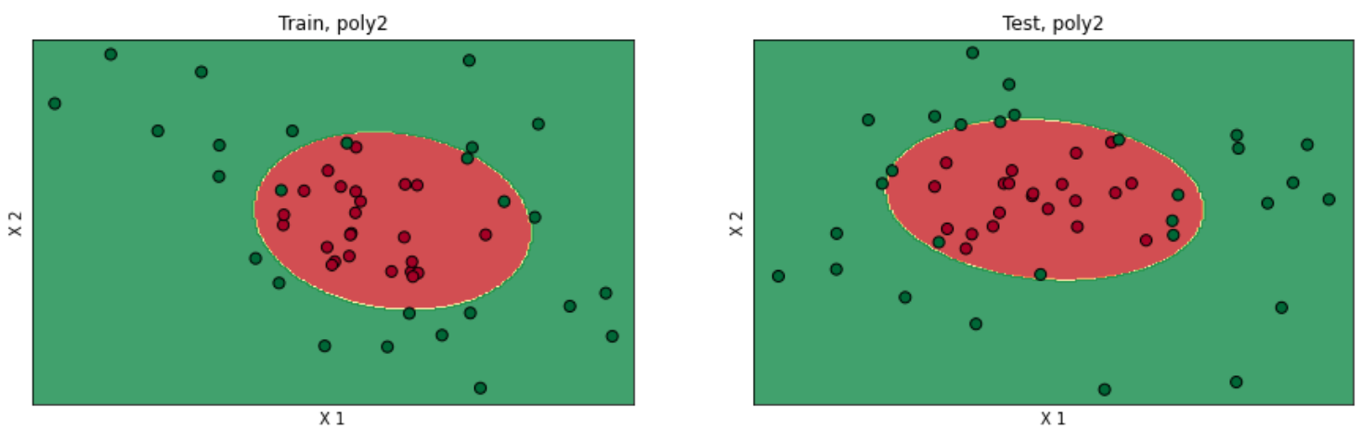 Train, poly2
Test, poly2
X 2
X 2
X 1
X 1